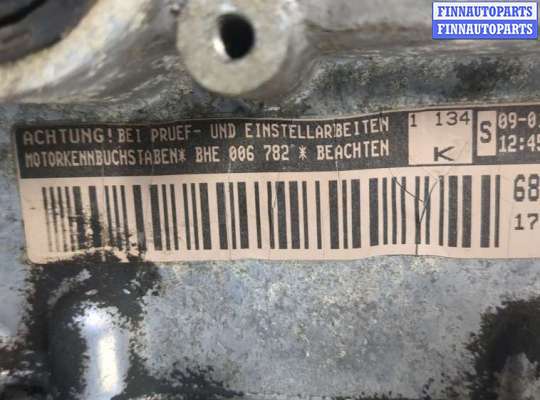 FINNAUTOPARTS
FINNAUTOPARTS
ACHTUNG! BEI PRUEF- UND EINSTELLARBEITEN
MOTORKENNBUCHSTABEN* BHE 006 782 * BEACHTEN
1 134
K
S
09-0
12:45
68
17